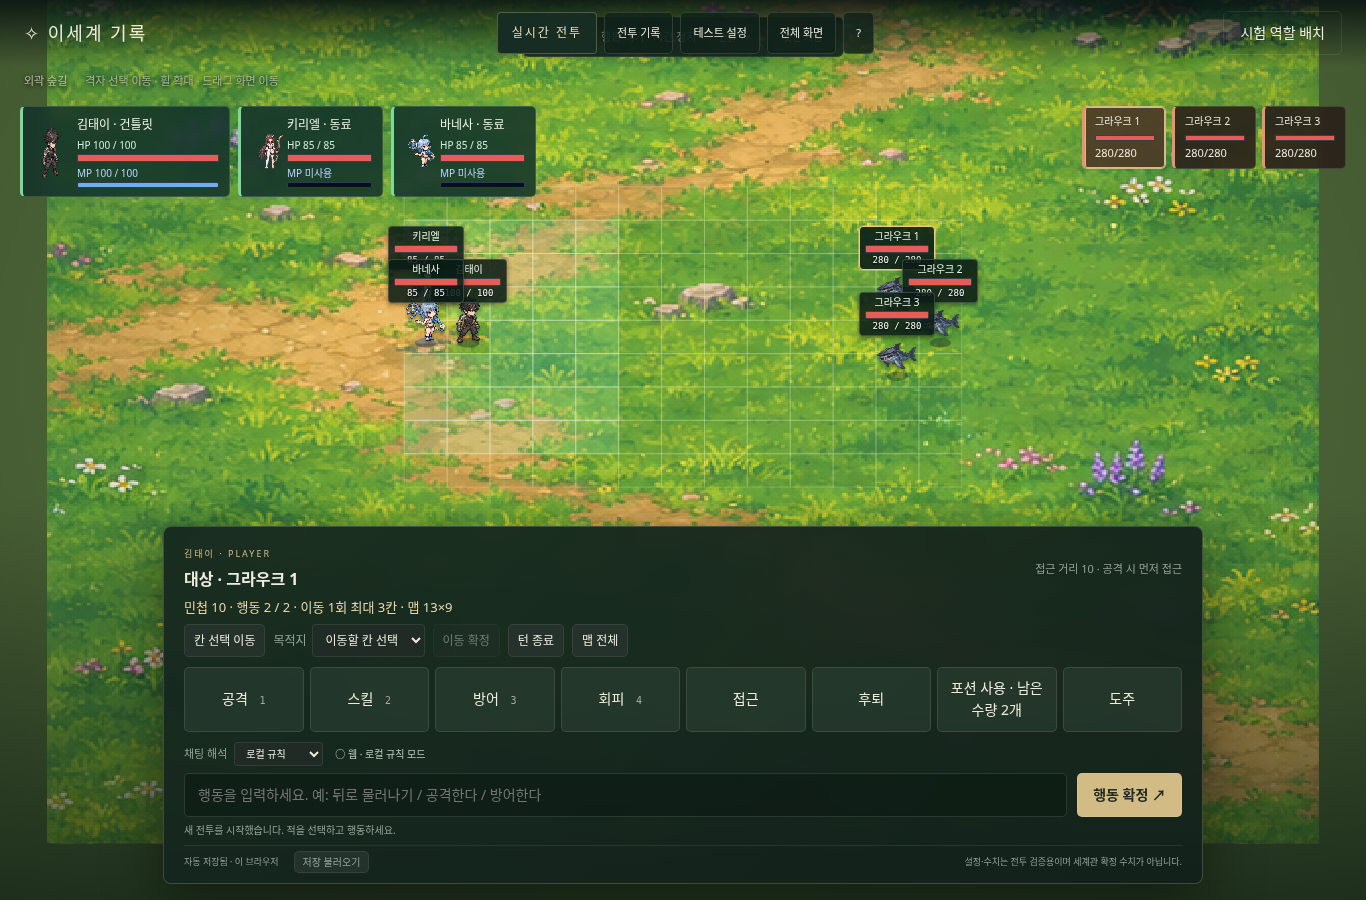 ✧ 이세계 기록
실시간 전투
전투 기록
테스트 설정
전체 화면
?
시험 역할 배치
외곽 숲길 격자 선택 이동 · 휠 확대 · 드래그 화면 이동
김태이 · 건틀릿
HP 100 / 100
MP 100 / 100
키리엘 · 동료
HP 85 / 85
MP 미사용
바네사 · 동료
HP 85 / 85
MP 미사용
그라우크 1
280/280
그라우크 2
280/280
그라우크 3
280/280
키리엘
85 / 85
바네사
85 / 85
태이
/ 100
그라우크 1
280 / 280
그라우크 2
/ 280
그라우크 3
280 / 280
김태이 · PLAYER
대상 · 그라우크 1
접근 거리 10 · 공격 시 먼저 접근
민첩 10 · 행동 2 / 2 · 이동 1회 최대 3칸 · 맵 13×9
칸 선택 이동 목적지 이동할 칸 선택 이동 확정 턴 종료 맵 전체
공격 1
스킬 2
방어 3
회피 4
접근
후퇴
포션 사용 · 남은
수량 2개
도주
채팅 해석 로컬 규칙 ○ 웹 · 로컬 규칙 모드
행동을 입력하세요. 예: 뒤로 물러나기 / 공격한다 / 방어한다
행동 확정 ↗
새 전투를 시작했습니다. 적을 선택하고 행동하세요.
자동 저장됨 · 이 브라우저 저장 불러오기
설정·수치는 전투 검증용이며 세계관 확정 수치가 아닙니다.